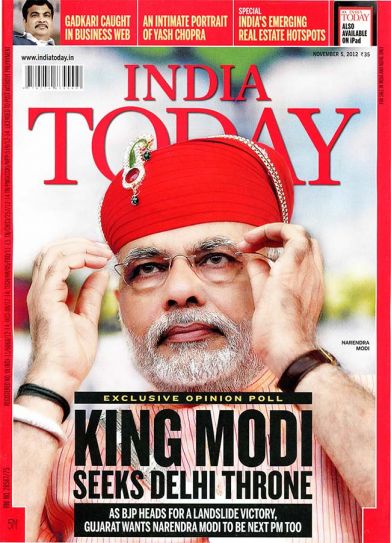 GADKARI CAUGHT
IN BUSINESS WEB
AN INTIMATE PORTRAIT
OF YASH CHOPRA
SPECIAL
INDIA'S EMERGING
REAL ESTATE HOTSPOTS
INDIA
TODAY
ALSO
AVAILABLE
ON iPad
www.indiatoday.in
NOVEMBER 5, 2012 ₹35
INDIA
TODAY
NARENDRA
MODI
EXCLUSIVE OPINION POLL
KING MODI
SEEKS DELHI THRONE
AS BJP HEADS FOR A LANDSLIDE VICTORY,
GUJARAT WANTS NARENDRA MODI TO BE NEXT PM TOO